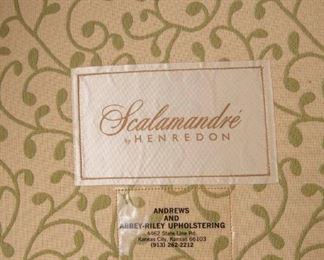 Scalamandré
by HENREDON
ANDREWS
AND
ABBEY-RILEY UPHOLSTERING
4462 State Line Rd.
Kansas City, Kansas 66103
(913) 262-2212